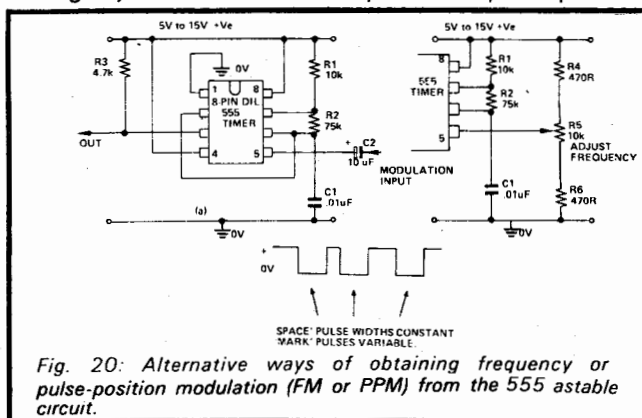 5V to 15V +Ve
R3
4.7k
0V
1
8
8-PIN DIL
555
TIMER
4
5
R1
10k
R2
75k
+
C2
10 uF
MODULATION
INPUT
OUT
C1
.01uF
(a)
0V
5V to 15V +Ve
8
555
TIMER
5
R1
10k
R2
75k
R4
470R
R5
10k
ADJUST
FREQUENCY
C1
.01uF
R6
470R
0V
+
0V
SPACE' PULSE WIDTHS CONSTANT
'MARK' PULSES VARIABLE.
Fig. 20: Alternative ways of obtaining frequency or
pulse-position modulation (FM or PPM) from the 555 astable
circuit.